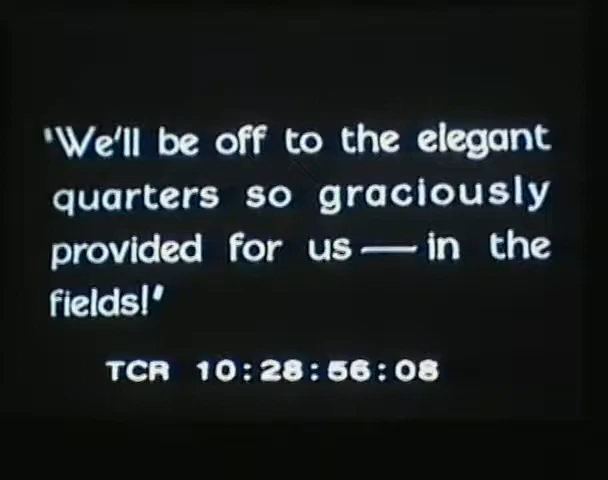 'We'll be off to the elegant
quarters so graciously
provided for us — in the
fields!'
TCR 10:28:56:08